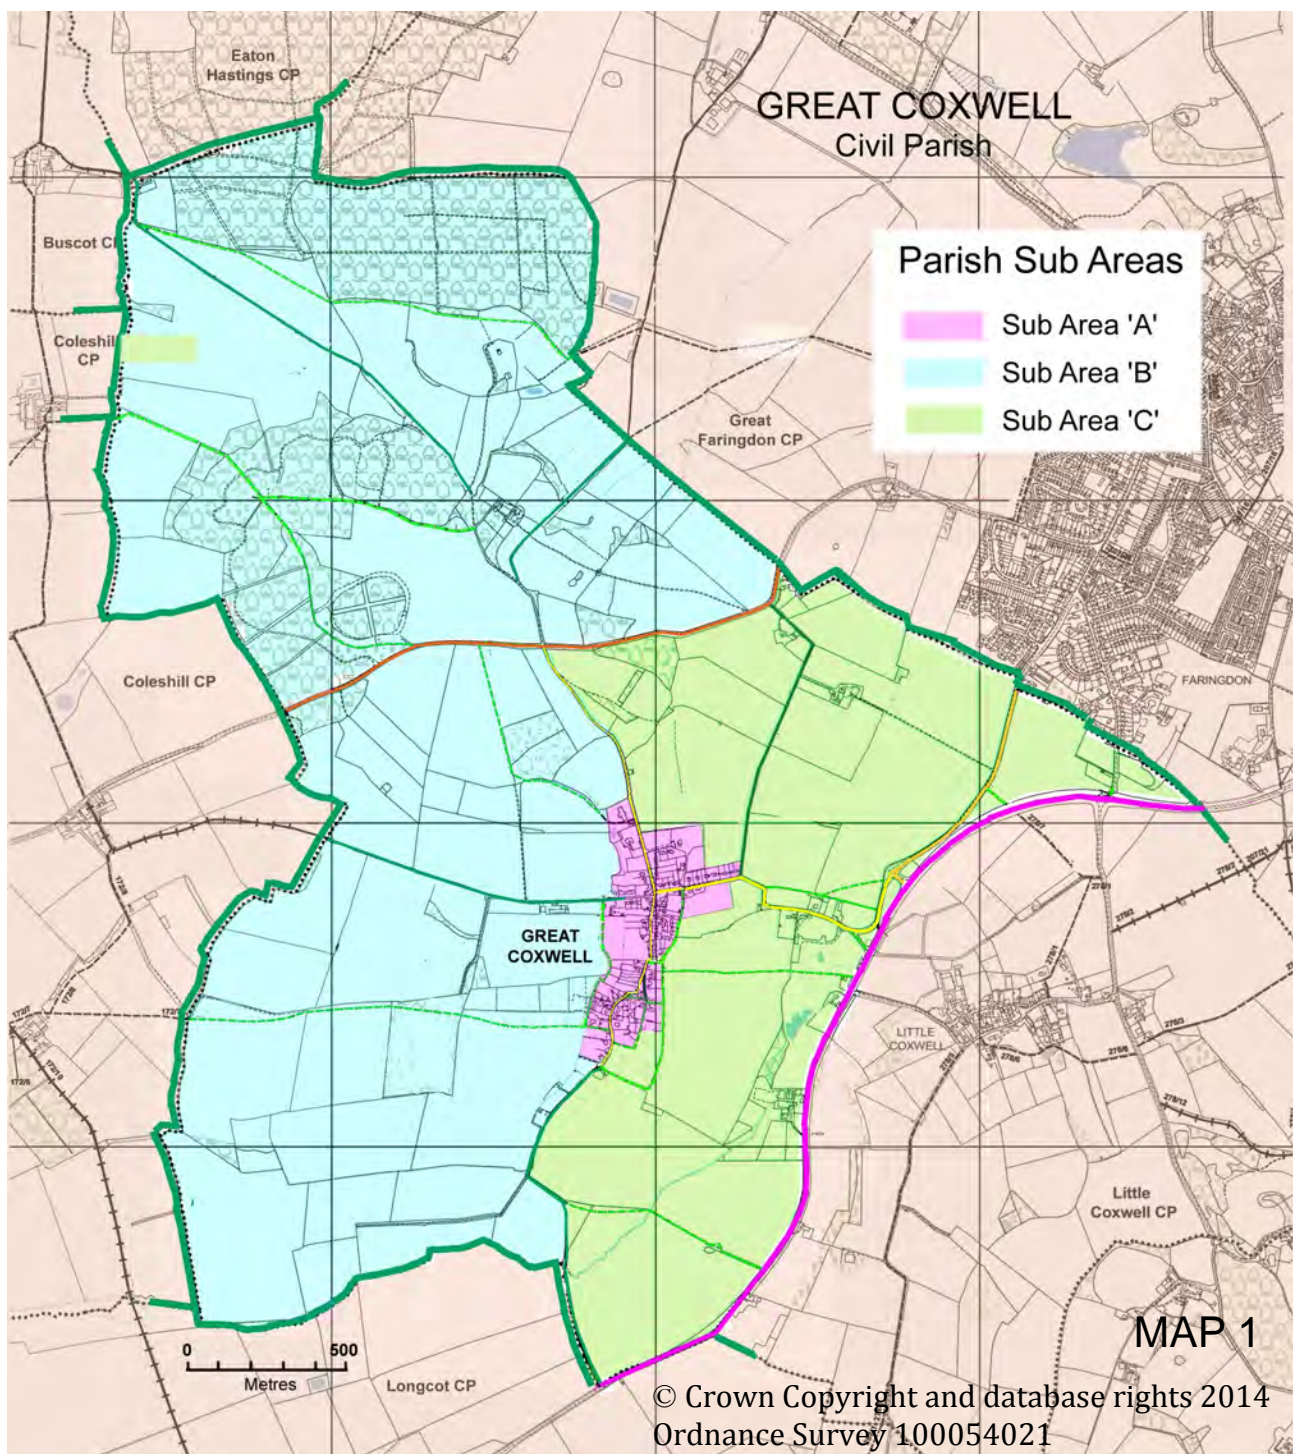 Eaton
Hastings CP
GREAT COXWELL
Civil Parish
Buscot C
Parish Sub Areas
Sub Area 'A'
Sub Area 'B'
Sub Area 'C'
Coleshill
CP
Great
Faringdon CP
Coleshill CP
FARINGDON
GREAT
COXWELL
LITTLE
COXWELL
Little
Coxwell CP
MAP 1
0 500
Metres
Longcot CP
© Crown Copyright and database rights 2014
Ordnance Survey 100054021